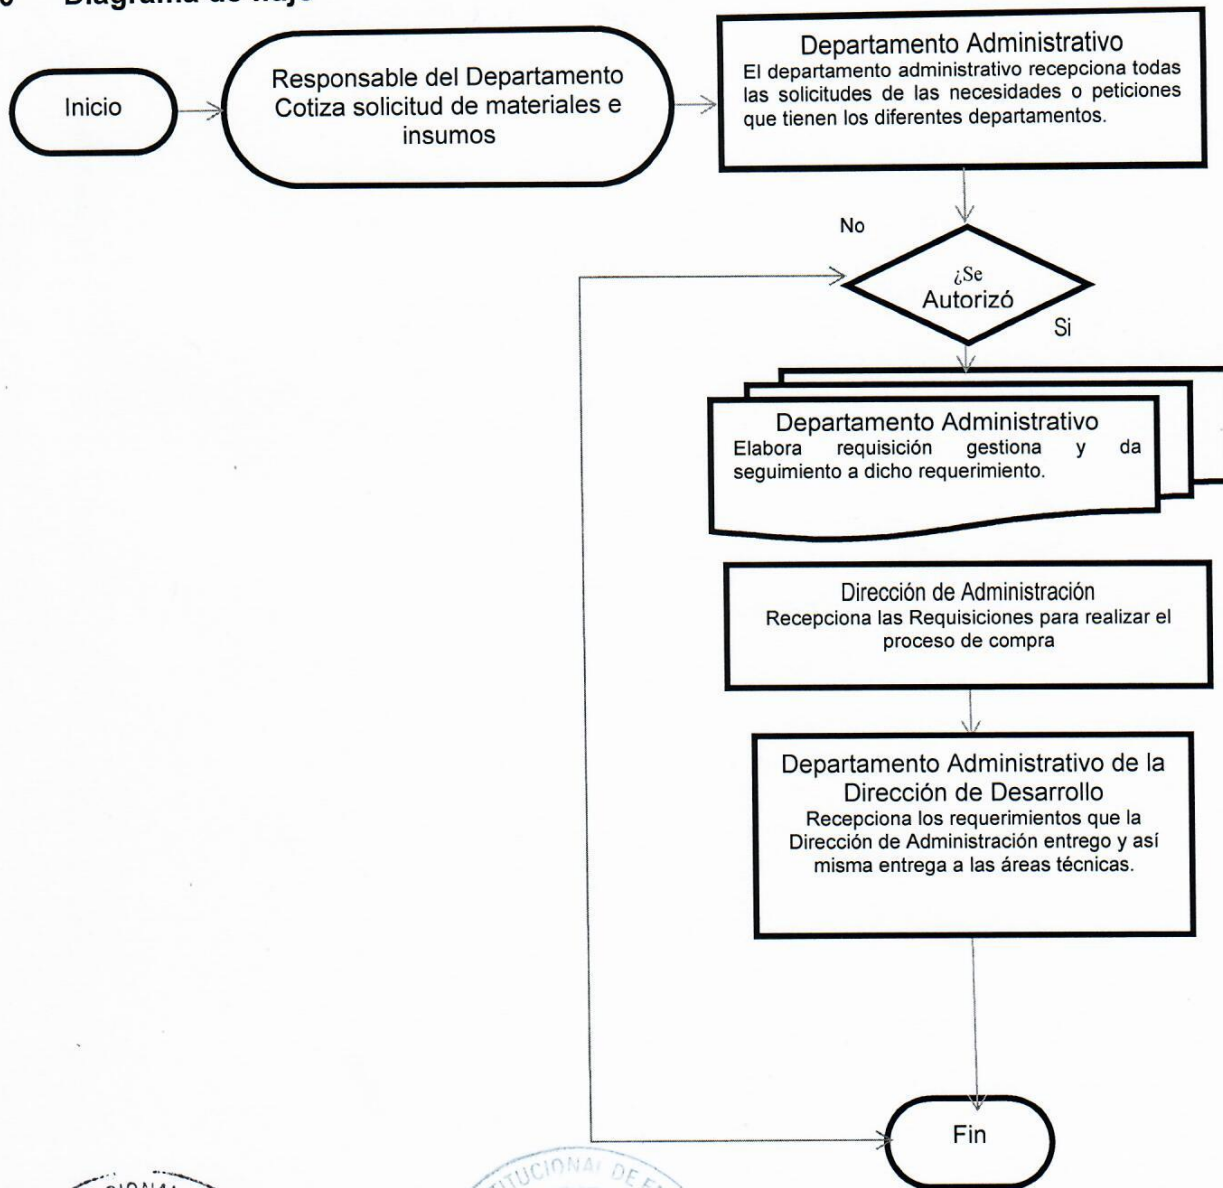 Diagrama de flujo
Inicio
Responsable del Departamento
Cotiza solicitud de materiales e
insumos
Departamento Administrativo
El departamento administrativo recepciona todas
las solicitudes de las necesidades o peticiones
que tienen los diferentes departamentos.
No
¿Se
Autorizó
Si
Departamento Administrativo
Elabora requisición gestiona y da
seguimiento a dicho requerimiento.
Dirección de Administración
Recepciona las Requisiciones para realizar el
proceso de compra
Departamento Administrativo de la
Dirección de Desarrollo
Recepciona los requerimientos que la
Dirección de Administración entrego y así
misma entrega a las áreas técnicas.
Fin